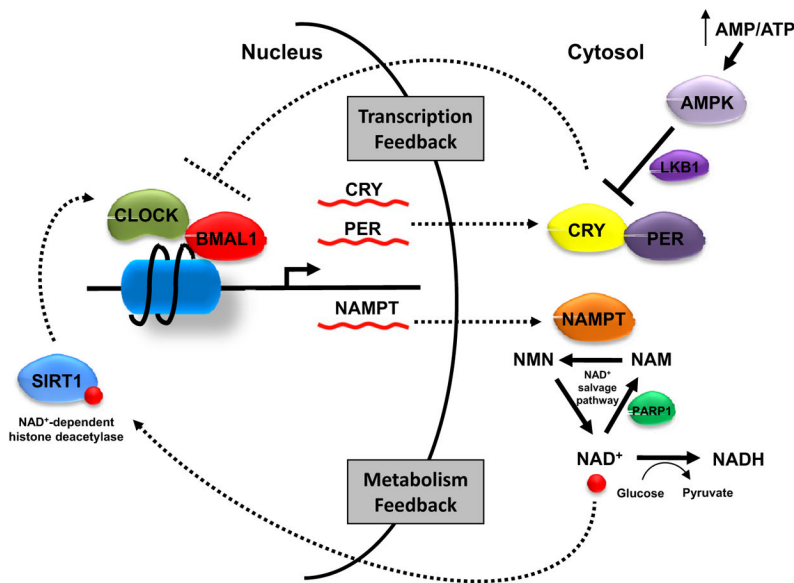 Nucleus
Cytosol
AMP/ATP
AMPK
LKB1
Transcription
Feedback
CLOCK
BMAL1
CRY
PER
CRY
PER
NAMPT
NAMPT
SIRT1
NAD⁺-dependent
histone deacetylase
NMN
NAM
NAD⁺
salvage
pathway
PARP1
NAD⁺
NADH
Glucose
Pyruvate
Metabolism
Feedback